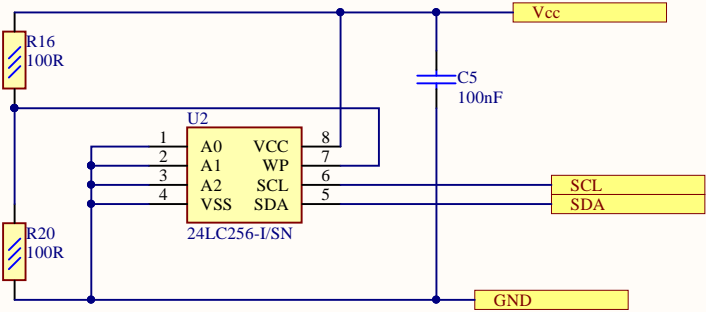 Vcc
R16
100R
C5
100nF
U2
1 A0 VCC 8
2 A1 WP 7
3 A2 SCL 6
4 VSS SDA 5
24LC256-I/SN
SCL
SDA
R20
100R
GND